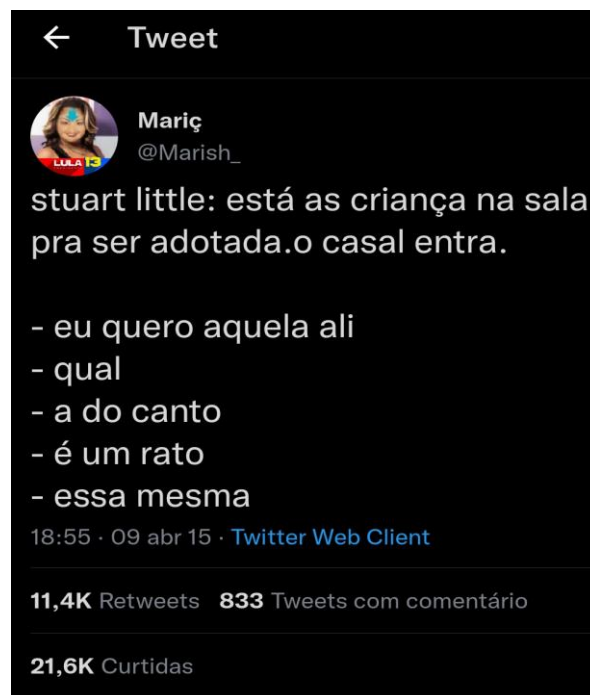 ← Tweet
LULA 13
Mariç
@Marish_
stuart little: está as criança na sala
pra ser adotada.o casal entra.
- eu quero aquela ali
- qual
- a do canto
- é um rato
- essa mesma
18:55 · 09 abr 15 · Twitter Web Client
11,4K Retweets 833 Tweets com comentário
21,6K Curtidas